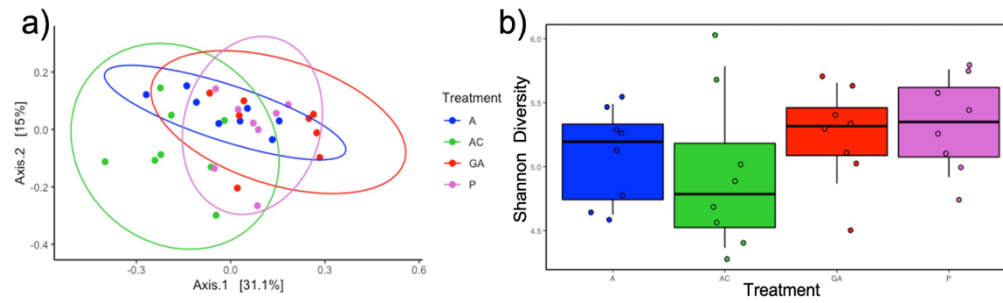 a)
0.2
0.0
-0.2
-0.4
Axis.2 [15%]
-0.3
0.0
0.3
0.6
Axis.1 [31.1%]
Treatment
A
AC
GA
P
b)
6.0
5.5
5.0
4.5
Shannon Diversity
A
AC
GA
P
Treatment